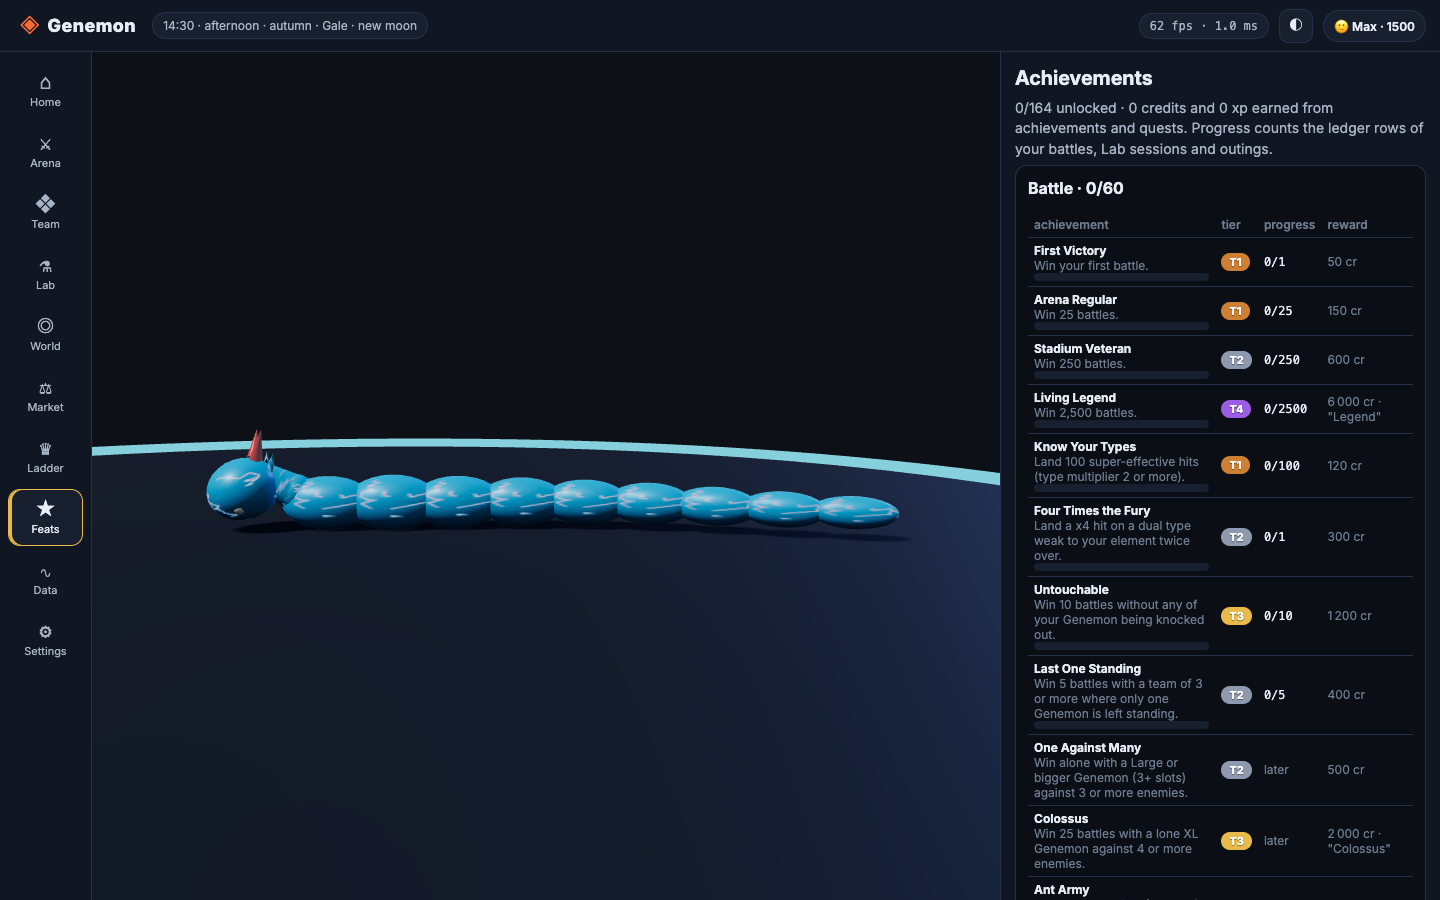 Genemon
14:30 · afternoon · autumn · Gale · new moon
62 fps · 1.0 ms
Max · 1500
Home
Arena
Team
Lab
World
Market
Ladder
Feats
Data
Settings
Achievements
0/164 unlocked · 0 credits and 0 xp earned from
achievements and quests. Progress counts the ledger rows of
your battles, Lab sessions and outings.
Battle · 0/60
achievement tier progress reward
First Victory
Win your first battle.
T1 0/1 50 cr
Arena Regular
Win 25 battles.
T1 0/25 150 cr
Stadium Veteran
Win 250 battles.
T2 0/250 600 cr
Living Legend
Win 2,500 battles.
T4 0/2500 6 000 cr ·
"Legend"
Know Your Types
Land 100 super-effective hits
(type multiplier 2 or more).
T1 0/100 120 cr
Four Times the Fury
Land a x4 hit on a dual type
weak to your element twice
over.
T2 0/1 300 cr
Untouchable
Win 10 battles without any of
your Genemon being knocked
out.
T3 0/10 1 200 cr
Last One Standing
Win 5 battles with a team of 3
or more where only one
Genemon is left standing.
T2 0/5 400 cr
One Against Many
Win alone with a Large or
bigger Genemon (3+ slots)
against 3 or more enemies.
T2 later 500 cr
Colossus
Win 25 battles with a lone XL
Genemon against 4 or more
enemies.
T3 later 2 000 cr ·
"Colossus"
Ant Army